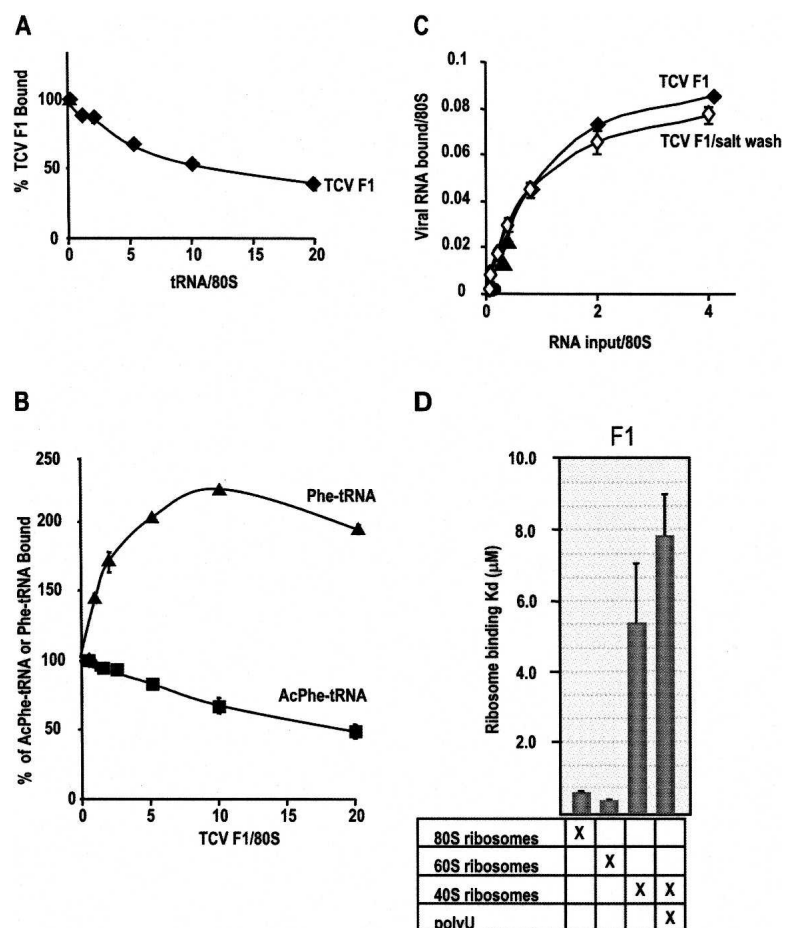 A
% TCV F1 Bound
100
50
0
0 5 10 15 20
tRNA/80S
TCV F1
B
% of AcPhe-tRNA or Phe-tRNA Bound
250
200
150
100
50
0
0 5 10 15 20
TCV F1/80S
Phe-tRNA
AcPhe-tRNA
C
Viral RNA bound/80S
0.1
0.08
0.06
0.04
0.02
0
0 2 4
RNA input/80S
TCV F1
TCV F1/salt wash
D
F1
Ribosome binding Kd (μM)
10.0
8.0
6.0
4.0
2.0
80S ribosomes X
60S ribosomes X
40S ribosomes X X
polyU X